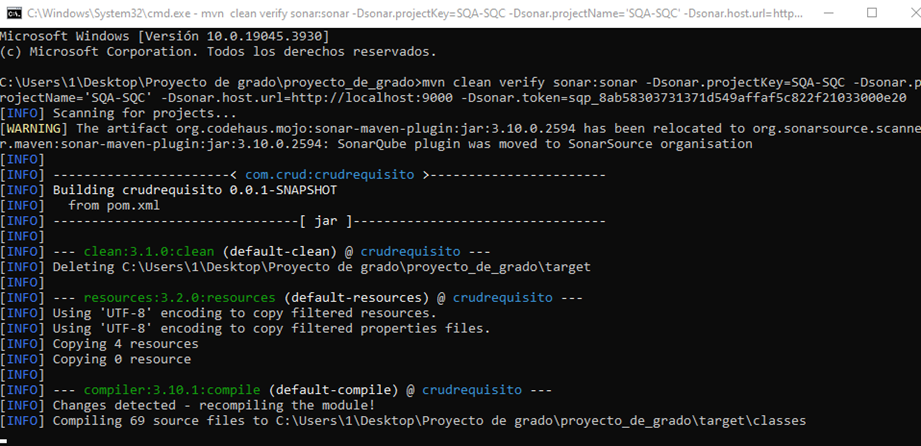 C:\Windows\System32\cmd.exe - mvn clean verify sonar:sonar -Dsonar.projectKey=SQA-SQC -Dsonar.projectName='SQA-SQC' -Dsonar.host.url=http...
Microsoft Windows [Versión 10.0.19045.3930]
(c) Microsoft Corporation. Todos los derechos reservados.
C:\Users\1\Desktop\Proyecto de grado\proyecto_de_grado>mvn clean verify sonar:sonar -Dsonar.projectKey=SQA-SQC -Dsonar.p
rojectName='SQA-SQC' -Dsonar.host.url=http://localhost:9000 -Dsonar.token=sqp_8ab58303731371d549affaf5c822f21033000e20
[INFO] Scanning for projects...
[WARNING] The artifact org.codehaus.mojo:sonar-maven-plugin:jar:3.10.0.2594 has been relocated to org.sonarsource.scanne
r.maven:sonar-maven-plugin:jar:3.10.0.2594: SonarQube plugin was moved to SonarSource organisation
[INFO]
[INFO] -----------------------< com.crud:crudrequisito >-----------------------
[INFO] Building crudrequisito 0.0.1-SNAPSHOT
[INFO]   from pom.xml
[INFO] --------------------------------[ jar ]---------------------------------
[INFO]
[INFO] --- clean:3.1.0:clean (default-clean) @ crudrequisito ---
[INFO] Deleting C:\Users\1\Desktop\Proyecto de grado\proyecto_de_grado\target
[INFO]
[INFO] --- resources:3.2.0:resources (default-resources) @ crudrequisito ---
[INFO] Using 'UTF-8' encoding to copy filtered resources.
[INFO] Using 'UTF-8' encoding to copy filtered properties files.
[INFO] Copying 4 resources
[INFO] Copying 0 resource
[INFO]
[INFO] --- compiler:3.10.1:compile (default-compile) @ crudrequisito ---
[INFO] Changes detected - recompiling the module!
[INFO] Compiling 69 source files to C:\Users\1\Desktop\Proyecto de grado\proyecto_de_grado\target\classes